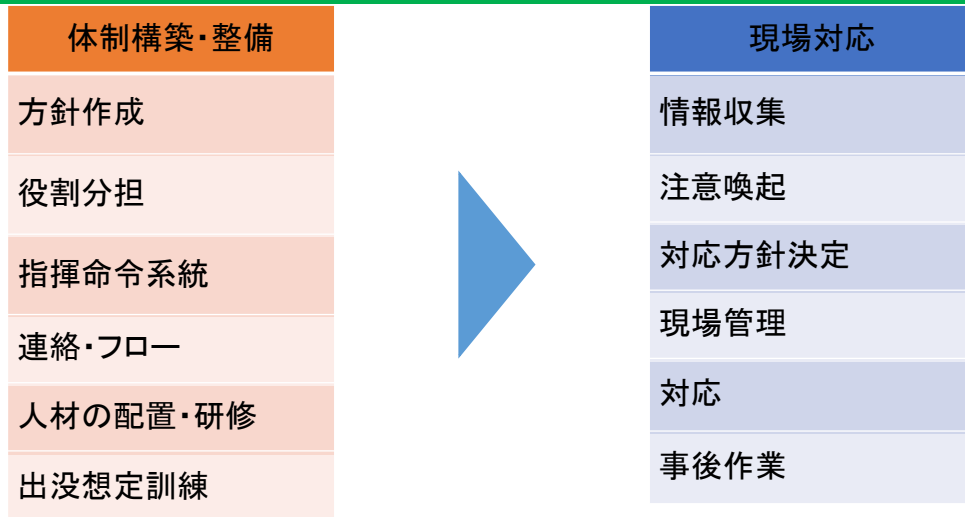 体制構築・整備
方針作成
役割分担
指揮命令系統
連絡・フロー
人材の配置・研修
出没想定訓練
現場対応
情報収集
注意喚起
対応方針決定
現場管理
対応
事後作業